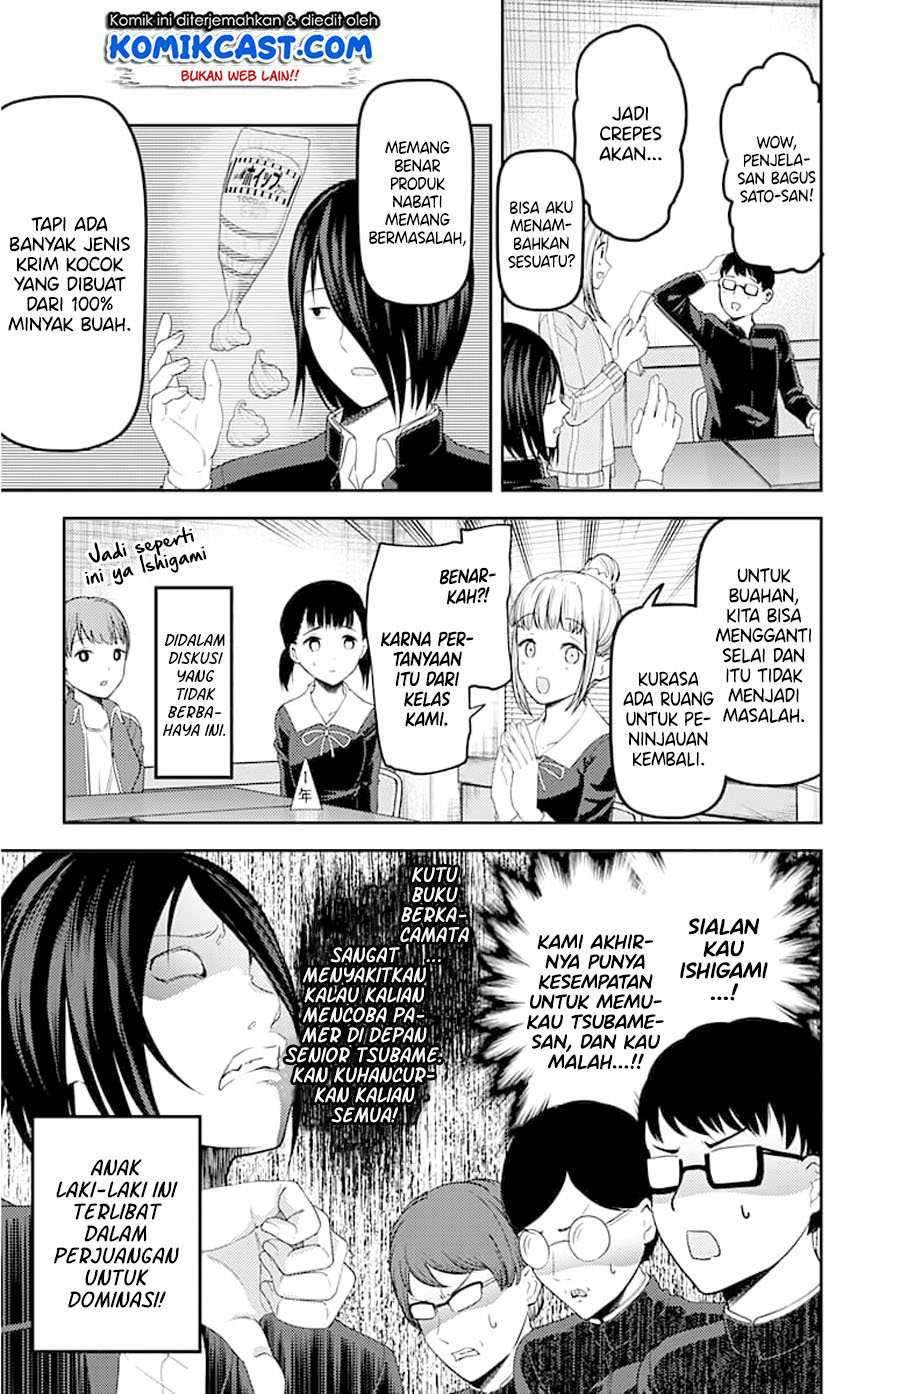 Komik ini diterjemahkan & diedit oleh
KOMIKCAST.COM
BUKAN WEB LAIN!!
WOW,
PENJELA-
SAN BAGUS
SATO-SAN!
JADI
CREPES
AKAN...
BISA AKU
MENAM-
BAHKAN
SESUATU?
MEMANG
BENAR
PRODUK
NABATI
MEMANG
BERMASALAH,
ホイップ
TAPI ADA
BANYAK JENIS
KRIM KOCOK
YANG DIBUAT
DARI 100%
MINYAK BUAH.
UNTUK
BUAHAN,
KITA BISA
MENGGANTI
SELAI DAN
ITU TIDAK
MENJADI
MASALAH.
KURASA
ADA RUANG
UNTUK PE-
NINJAUAN
KEMBALI.
BENAR-
KAH?!
KARNA PER-
TANYAAN
ITU DARI
KELAS
KAMI.
1年
DIDALAM
DISKUSI
YANG
TIDAK
BERBA-
HAYA INI.
Jadi seperti
ini ya Ishigami
SIALAN
KAU
ISHIGAMI
...!
KAMI AKHIR-
NYA PUNYA
KESEMPATAN
UNTUK MEMU-
KAU TSUBAME-
SAN, DAN KAU
MALAH...!!
KUTU
BUKU
BERKA-
CAMATA
...
SANGAT
MENYAKITKAN
KALAU KALIAN
MENCOBA PA-
MER DI DEPAN
SENIOR TSUBAME.
KAN KUHANCUR-
KAN KALIAN
SEMUA!
ANAK
LAKI-LAKI INI
TERLIBAT
DALAM
PERJUANGAN
UNTUK
DOMINASI!